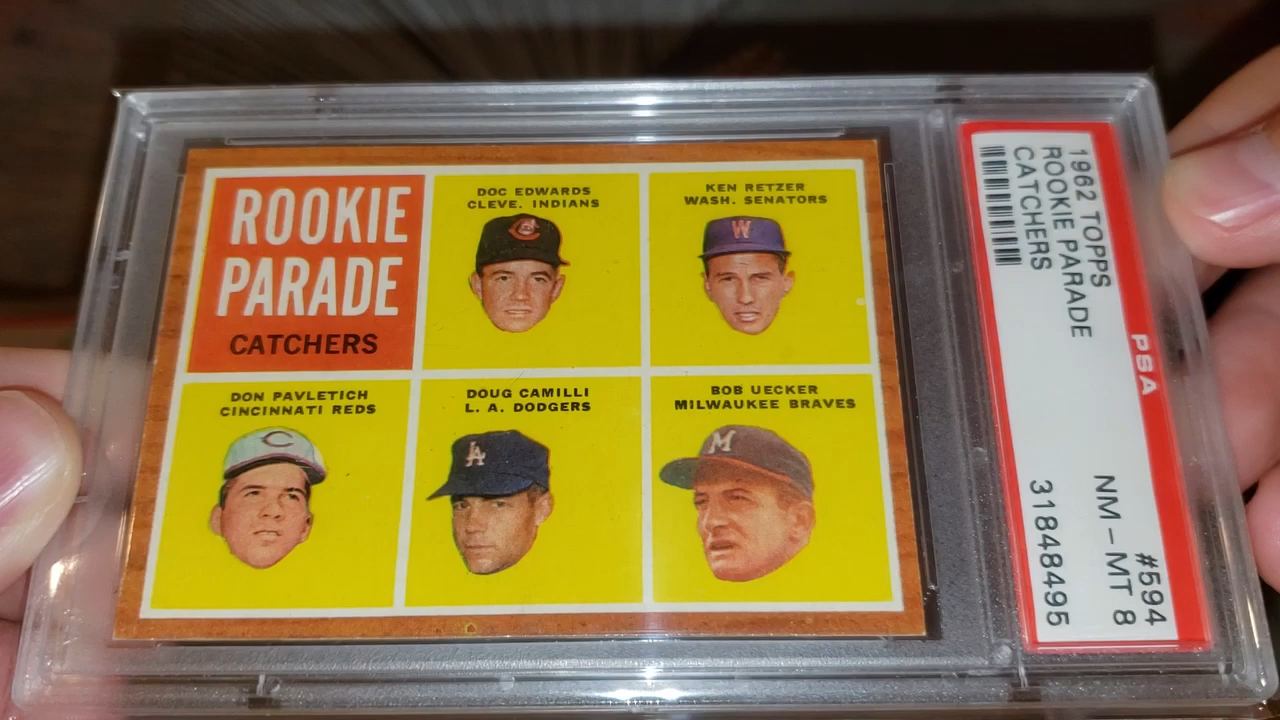 ROOKIE
PARADE
CATCHERS
DOC EDWARDS
CLEVE. INDIANS
C
KEN RETZER
WASH. SENATORS
W
DON PAVLETICH
CINCINNATI REDS
C
DOUG CAMILLI
L. A. DODGERS
LA
BOB UECKER
MILWAUKEE BRAVES
M
1962 TOPPS #594
ROOKIE PARADE NM – MT 8
CATCHERS 31848495
PSA